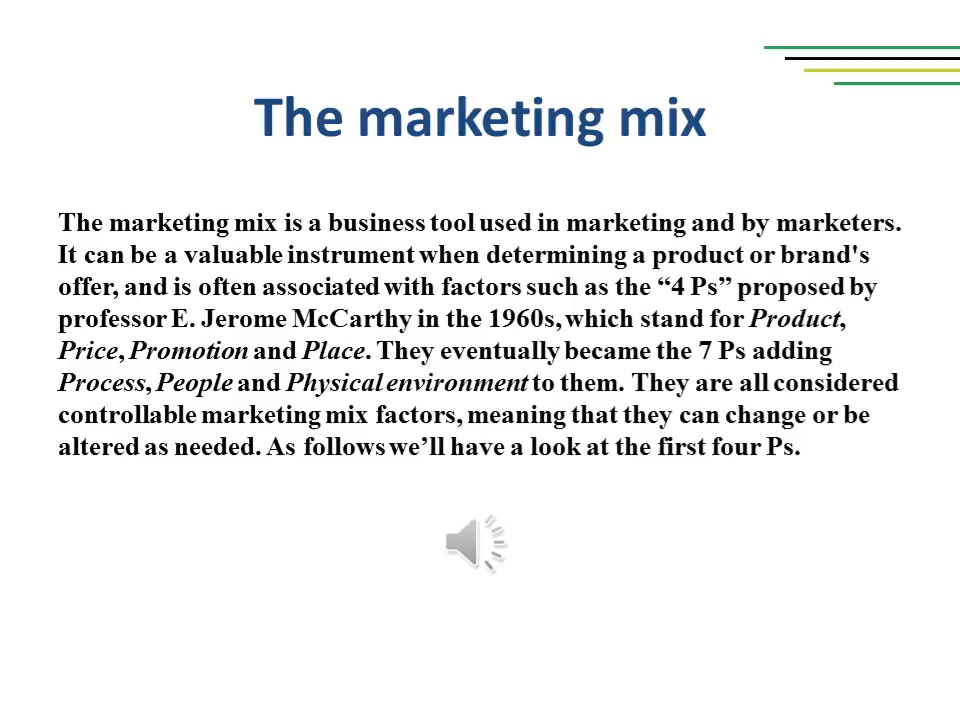 The marketing mix
The marketing mix is a business tool used in marketing and by marketers.
It can be a valuable instrument when determining a product or brand's
offer, and is often associated with factors such as the “4 Ps” proposed by
professor E. Jerome McCarthy in the 1960s, which stand for Product,
Price, Promotion and Place. They eventually became the 7 Ps adding
Process, People and Physical environment to them. They are all considered
controllable marketing mix factors, meaning that they can change or be
altered as needed. As follows we’ll have a look at the first four Ps.